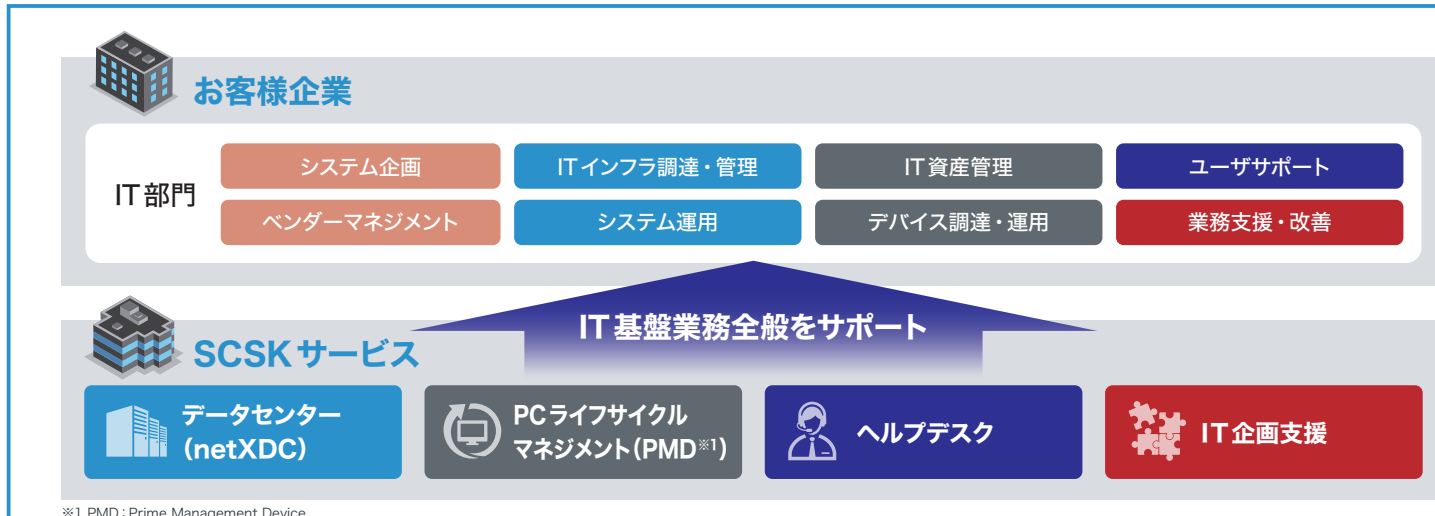 お客様企業
IT部門
システム企画
ITインフラ調達・管理
IT資産管理
ユーザサポート
ベンダーマネジメント
システム運用
デバイス調達・運用
業務支援・改善
IT基盤業務全般をサポート
SCSKサービス
データセンター
(netXDC)
PCライフサイクル
マネジメント(PMD※1)
ヘルプデスク
IT企画支援
※1 PMD:Prime Management Device